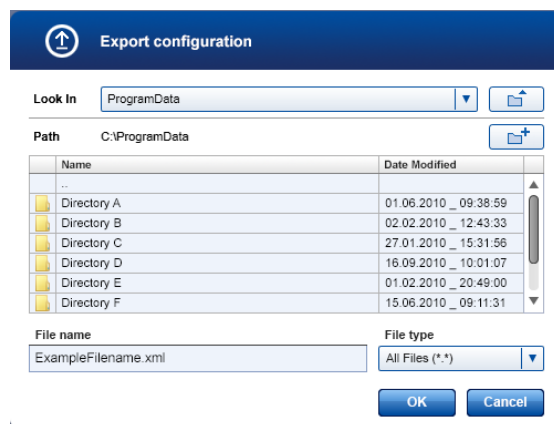 Export configuration
Look In ProgramData
Path C:\ProgramData
Name Date Modified
..
Directory A 01.06.2010 _ 09:38:59
Directory B 02.02.2010 _ 12:43:33
Directory C 27.01.2010 _ 15:31:56
Directory D 16.09.2010 _ 10:01:07
Directory E 01.02.2010 _ 20:49:00
Directory F 15.06.2010 _ 09:11:31
File name File type
ExampleFilename.xml All Files (*.*)
OK Cancel